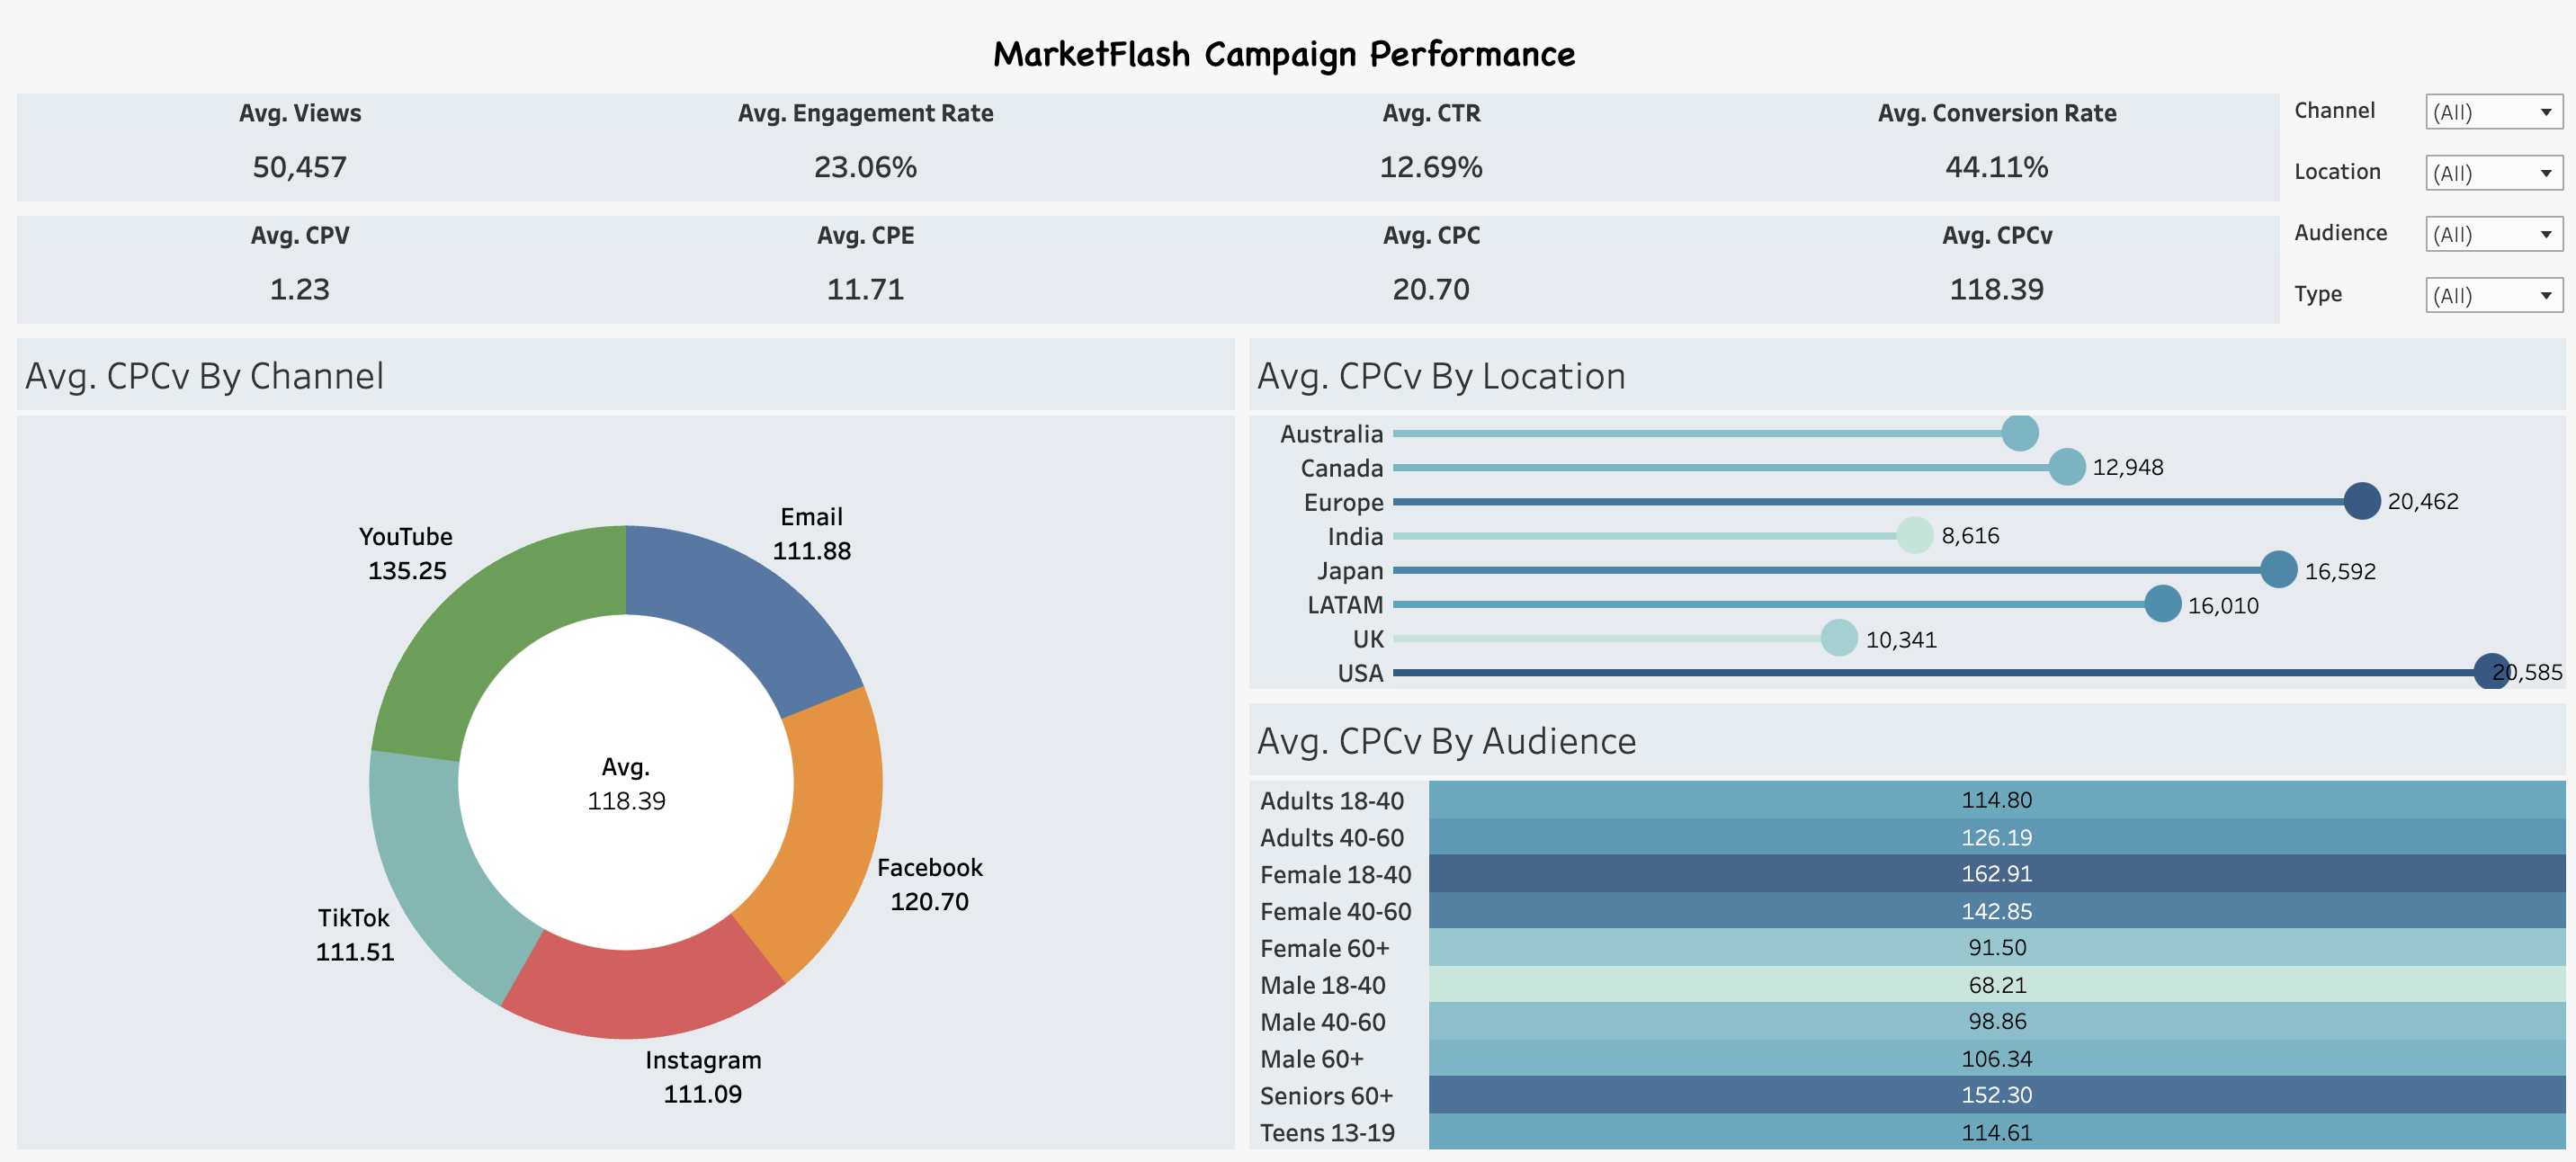 MarketFlash Campaign Performance
Avg. Views Avg. Engagement Rate Avg. CTR Avg. Conversion Rate
50,457 23.06% 12.69% 44.11%
Avg. CPV Avg. CPE Avg. CPC Avg. CPCv
1.23 11.71 20.70 118.39
Channel (All)
Location (All)
Audience (All)
Type (All)
Avg. CPCv By Channel
Email
111.88
YouTube
135.25
Avg.
118.39
Facebook
120.70
TikTok
111.51
Instagram
111.09
Avg. CPCv By Location
Australia
Canada 12,948
Europe 20,462
India 8,616
Japan 16,592
LATAM 16,010
UK 10,341
USA 20,585
Avg. CPCv By Audience
Adults 18-40 114.80
Adults 40-60 126.19
Female 18-40 162.91
Female 40-60 142.85
Female 60+ 91.50
Male 18-40 68.21
Male 40-60 98.86
Male 60+ 106.34
Seniors 60+ 152.30
Teens 13-19 114.61